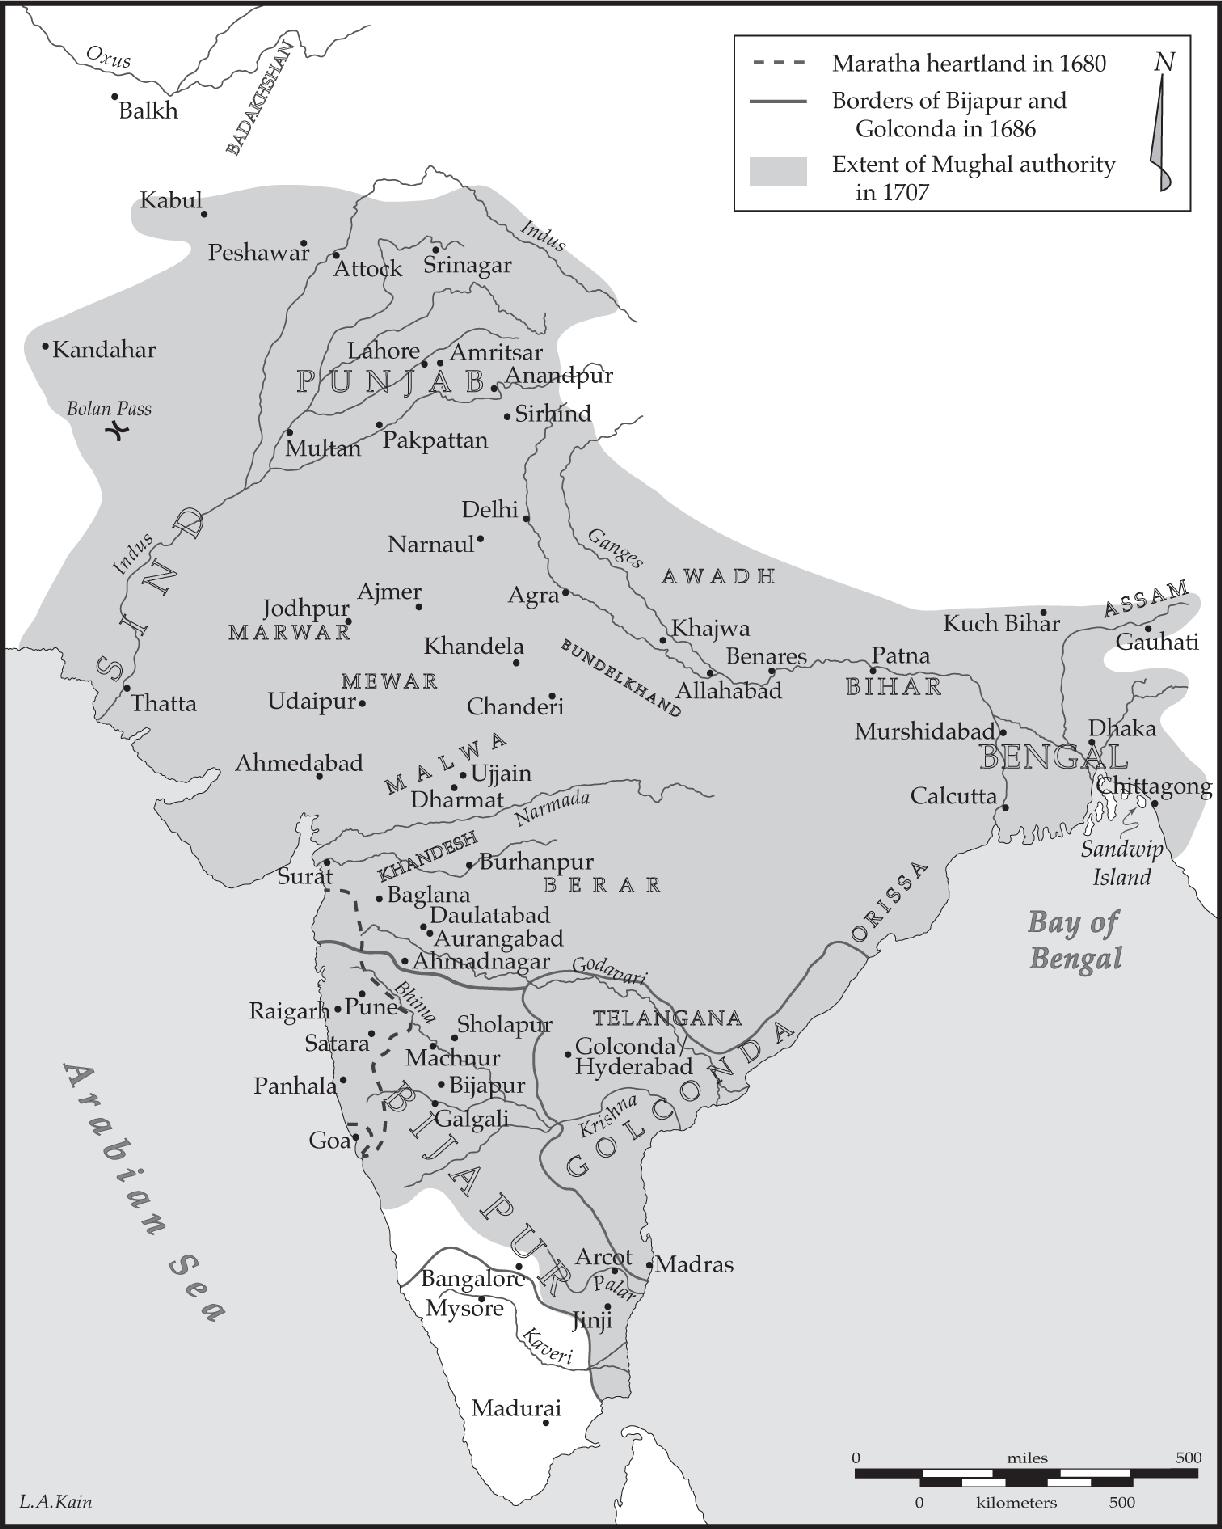 Oxus
BADAKHSHAN
Balkh
N
Maratha heartland in 1680
Borders of Bijapur and
Golconda in 1686
Extent of Mughal authority
in 1707
Kabul
Peshawar
Attock
Srinagar
Indus
Kandahar
Lahore
Amritsar
PUNJAB
Anandpur
Bolan Pass
Sirhind
Multan
Pakpattan
Delhi
Narnaul
Ganges
Indus
SIND
AWADH
Ajmer
Agra
Jodhpur
MARWAR
Kuch Bihar
ASSAM
Gauhati
Khajwa
Khandela
BUNDELKHAND
Benares
Patna
MEWAR
Allahabad
BIHAR
Thatta
Udaipur
Chanderi
Murshidabad
Dhaka
BENGAL
Ahmedabad
MALWA
Ujjain
Dharmat
Narmada
Calcutta
Chittagong
Sandwip
Island
Surat
KHANDESH
Burhanpur
BERAR
Baglana
Daulatabad
Aurangabad
ORISSA
Bay of
Bengal
Ahmadnagar
Godavari
Bhima
Raigarh
Pune
TELANGANA
Sholapur
Satara
Golconda
Hyderabad
Machnur
GOLCONDA
Panhala
Bijapur
Galgali
BIJAPUR
Krishna
Goa
Arabian Sea
Arcot
Madras
Bangalore
Palar
Mysore
Jinji
Kaveri
Madurai
0 miles 500
0 kilometers 500
L.A.Kain